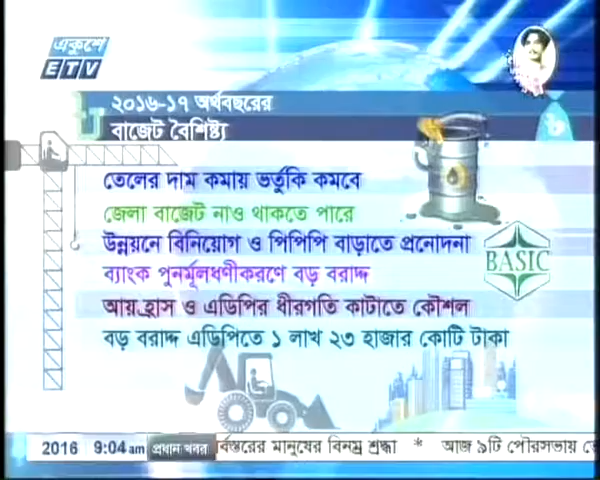 একুশে
ETV
২০১৬-১৭ অর্থবছরের
বাজেট বৈশিষ্ট্য
তেলের দাম কমায় ভর্তুকি কমবে
জেলা বাজেট নাও থাকতে পারে
উন্নয়নে বিনিয়োগ ও পিপিপি বাড়াতে প্রনোদনা
ব্যাংক পুনর্মূলধণীকরণে বড় বরাদ্দ
BASIC
আয় হ্রাস ও এডিপির ধীরগতি কাটাতে কৌশল
বড় বরাদ্দ এডিপিতে ১ লাখ ২৩ হাজার কোটি টাকা
2016 9:04 am প্রধান খবর র্বস্তরের মানুষের বিনম্র শ্রদ্ধা * আজ ৯টি পৌরসভায়